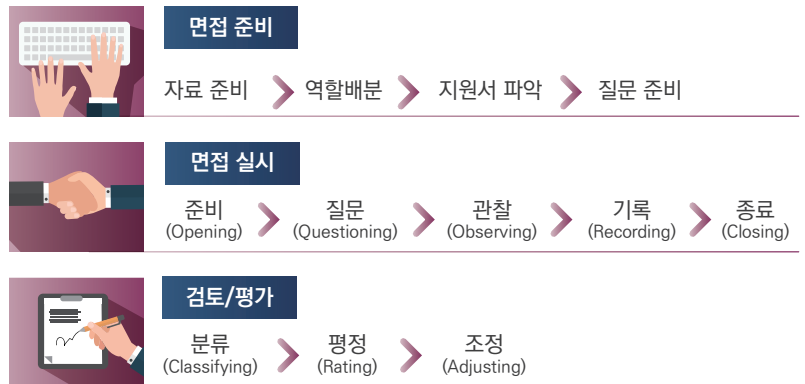 면접 준비
자료 준비 역할배분 지원서 파악 질문 준비
면접 실시
준비 질문 관찰 기록 종료
(Opening) (Questioning) (Observing) (Recording) (Closing)
검토/평가
분류 평정 조정
(Classifying) (Rating) (Adjusting)